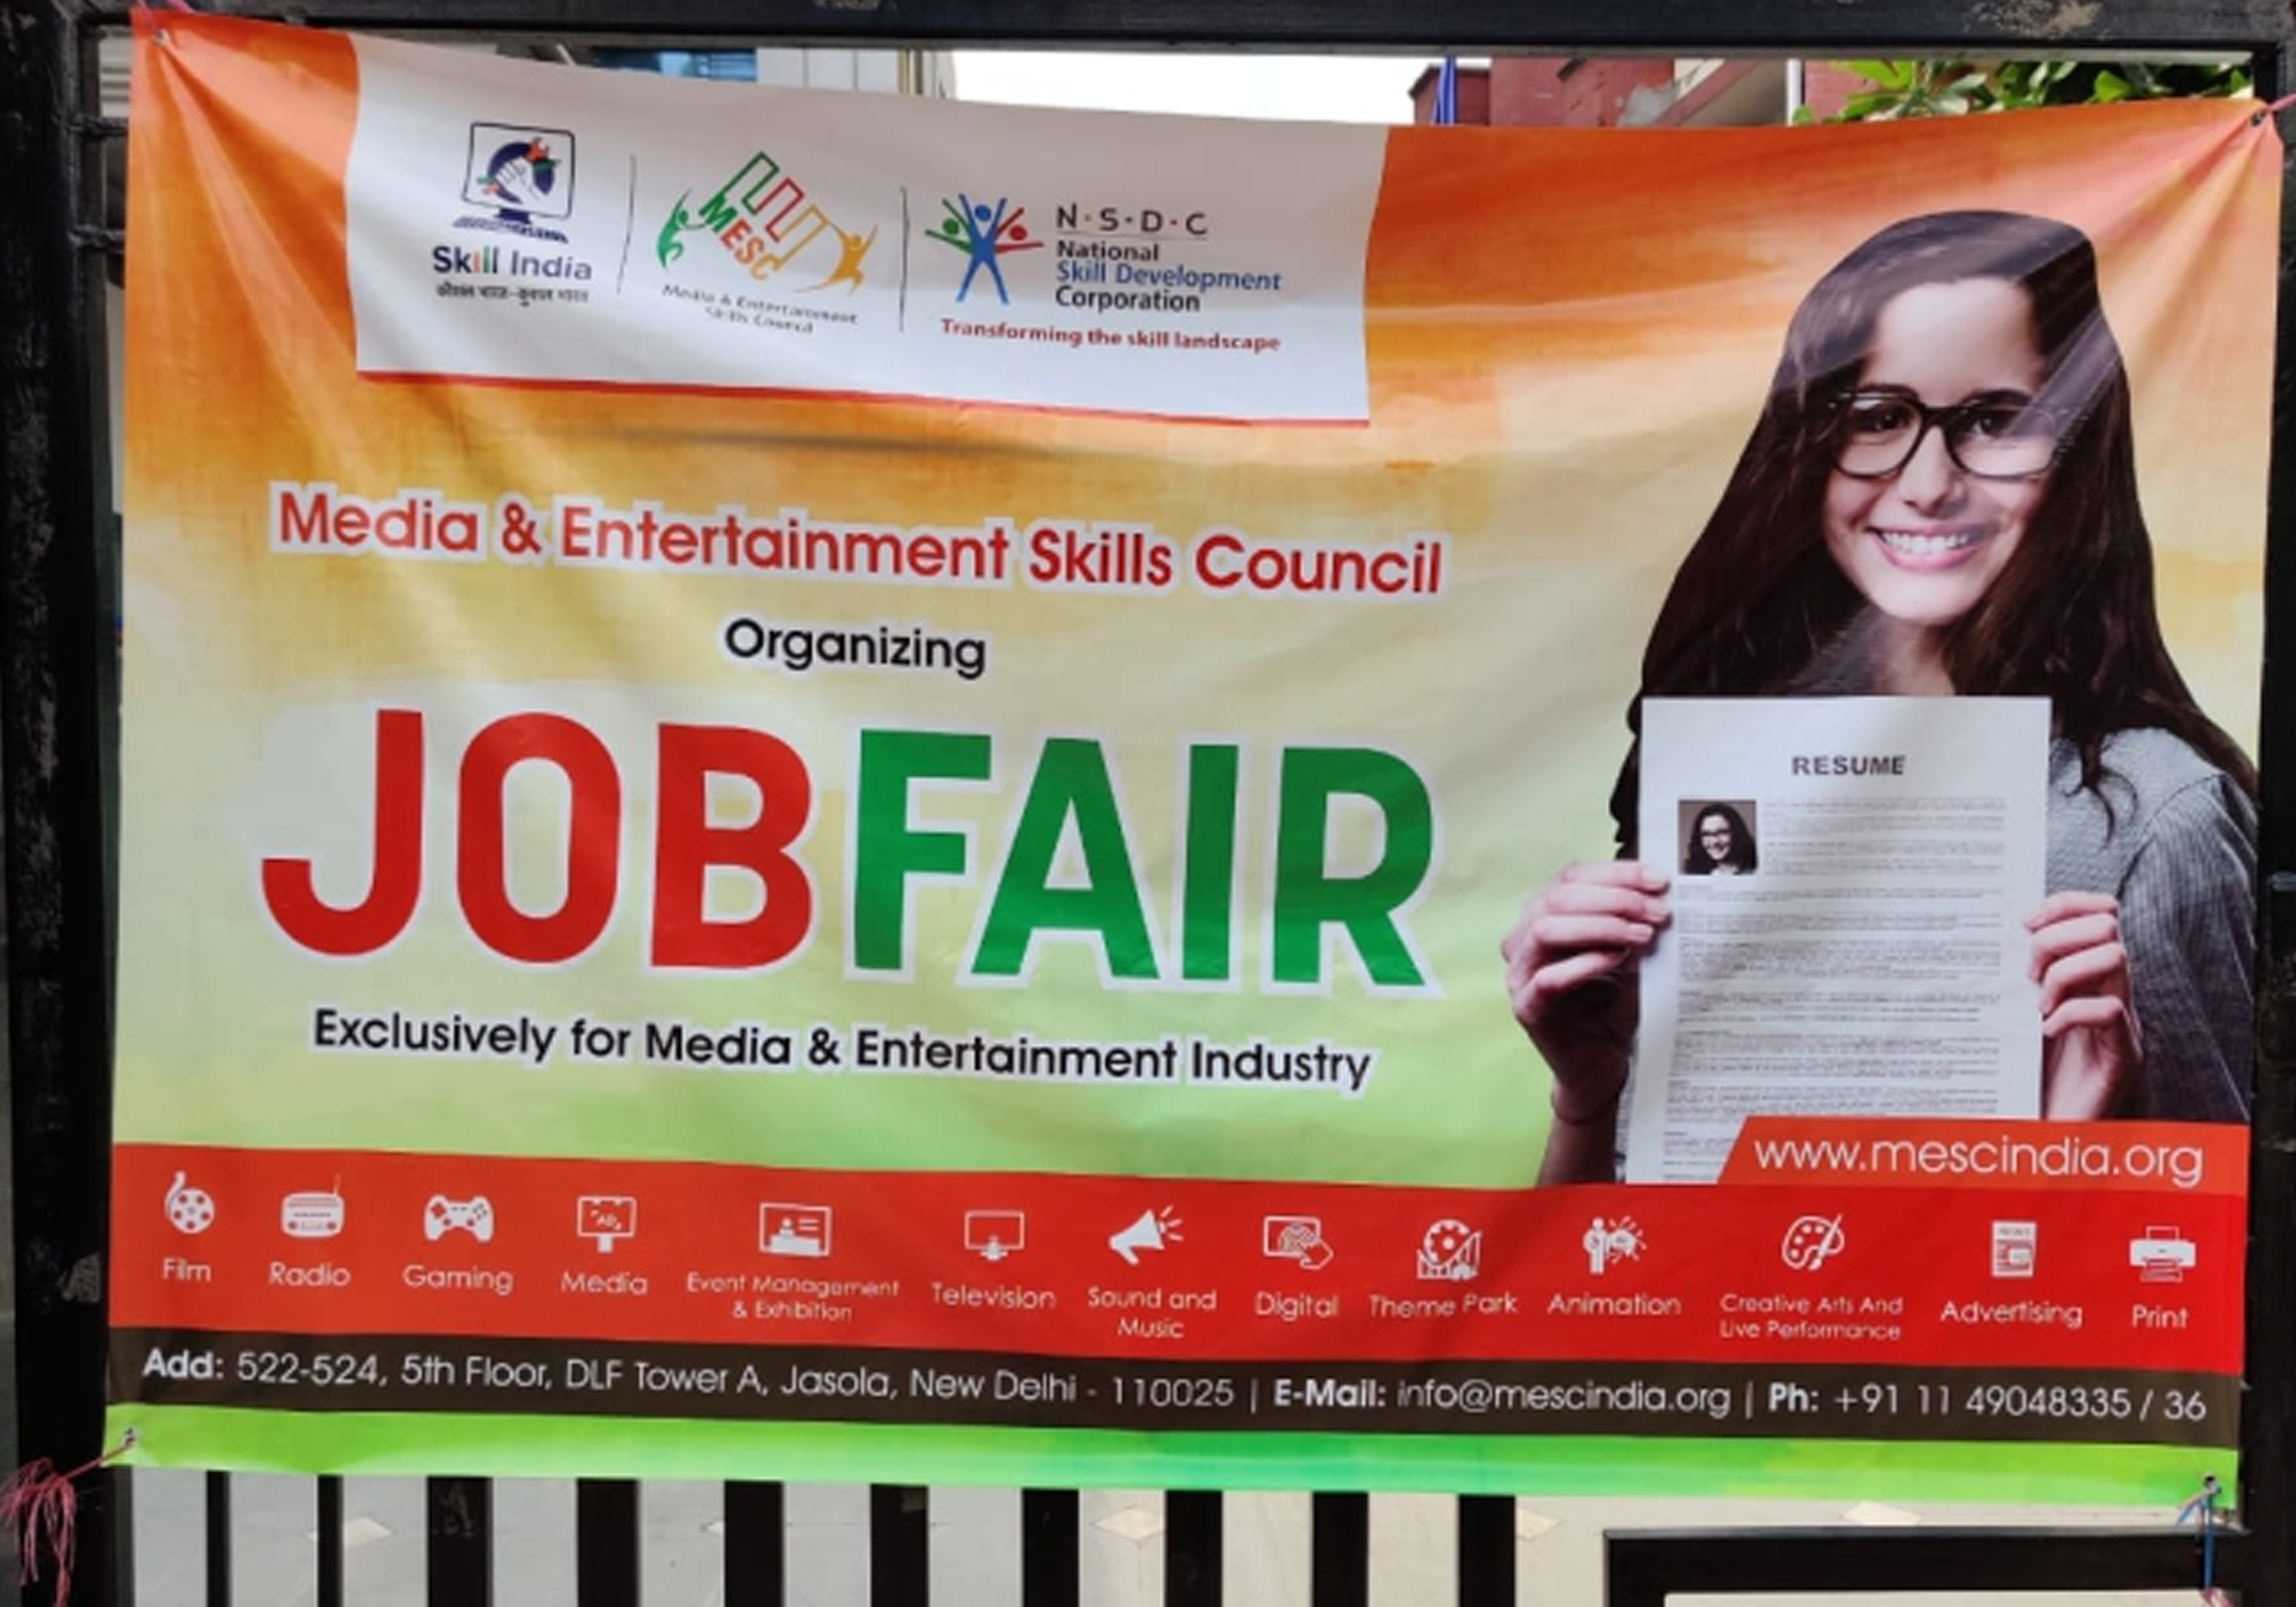 Skill India
कौशल भारत-कुशल भारत
MESC
Media & Entertainment
Skills Council
N·S·D·C
National
Skill Development
Corporation
Transforming the skill landscape
Media & Entertainment Skills Council
Organizing
JOB FAIR
Exclusively for Media & Entertainment Industry
RESUME
www.mescindia.org
Film
Radio
Gaming
Media
Event Management
& Exhibition
Television
Sound and
Music
Digital
Theme Park
Animation
Creative Arts And
Live Performance
Advertising
Print
Add: 522-524, 5th Floor, DLF Tower A, Jasola, New Delhi - 110025 | E-Mail: info@mescindia.org | Ph: +91 11 49048335 / 36